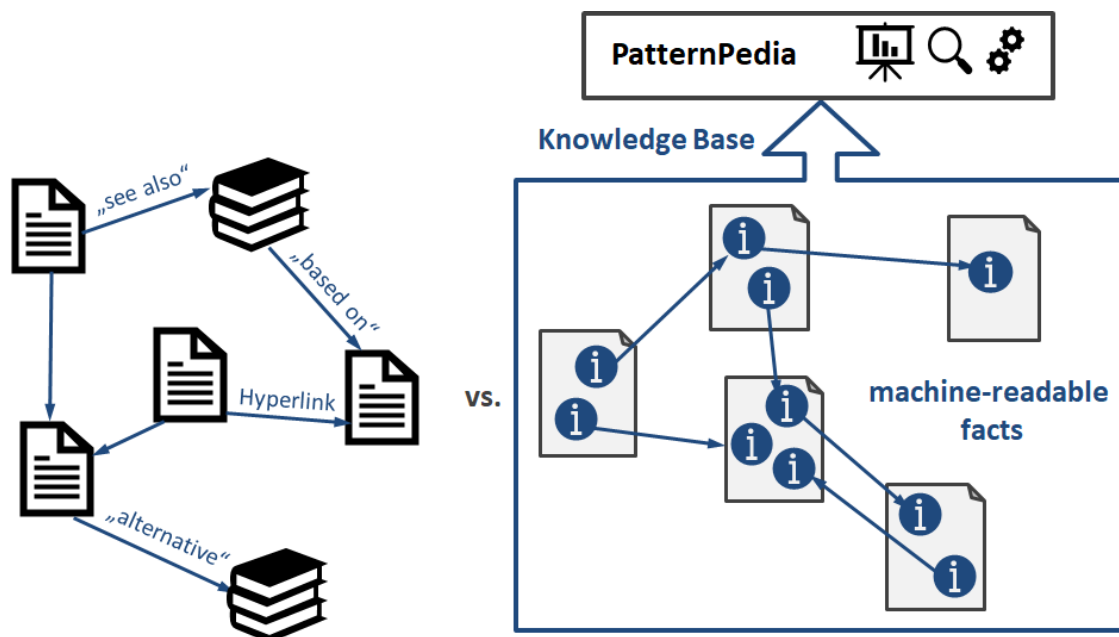 PatternPedia
Knowledge Base
„see also“
„based on“
Hyperlink
vs.
machine-readable
facts
„alternative“
i
i
i
i
i
i
i
i
i
i